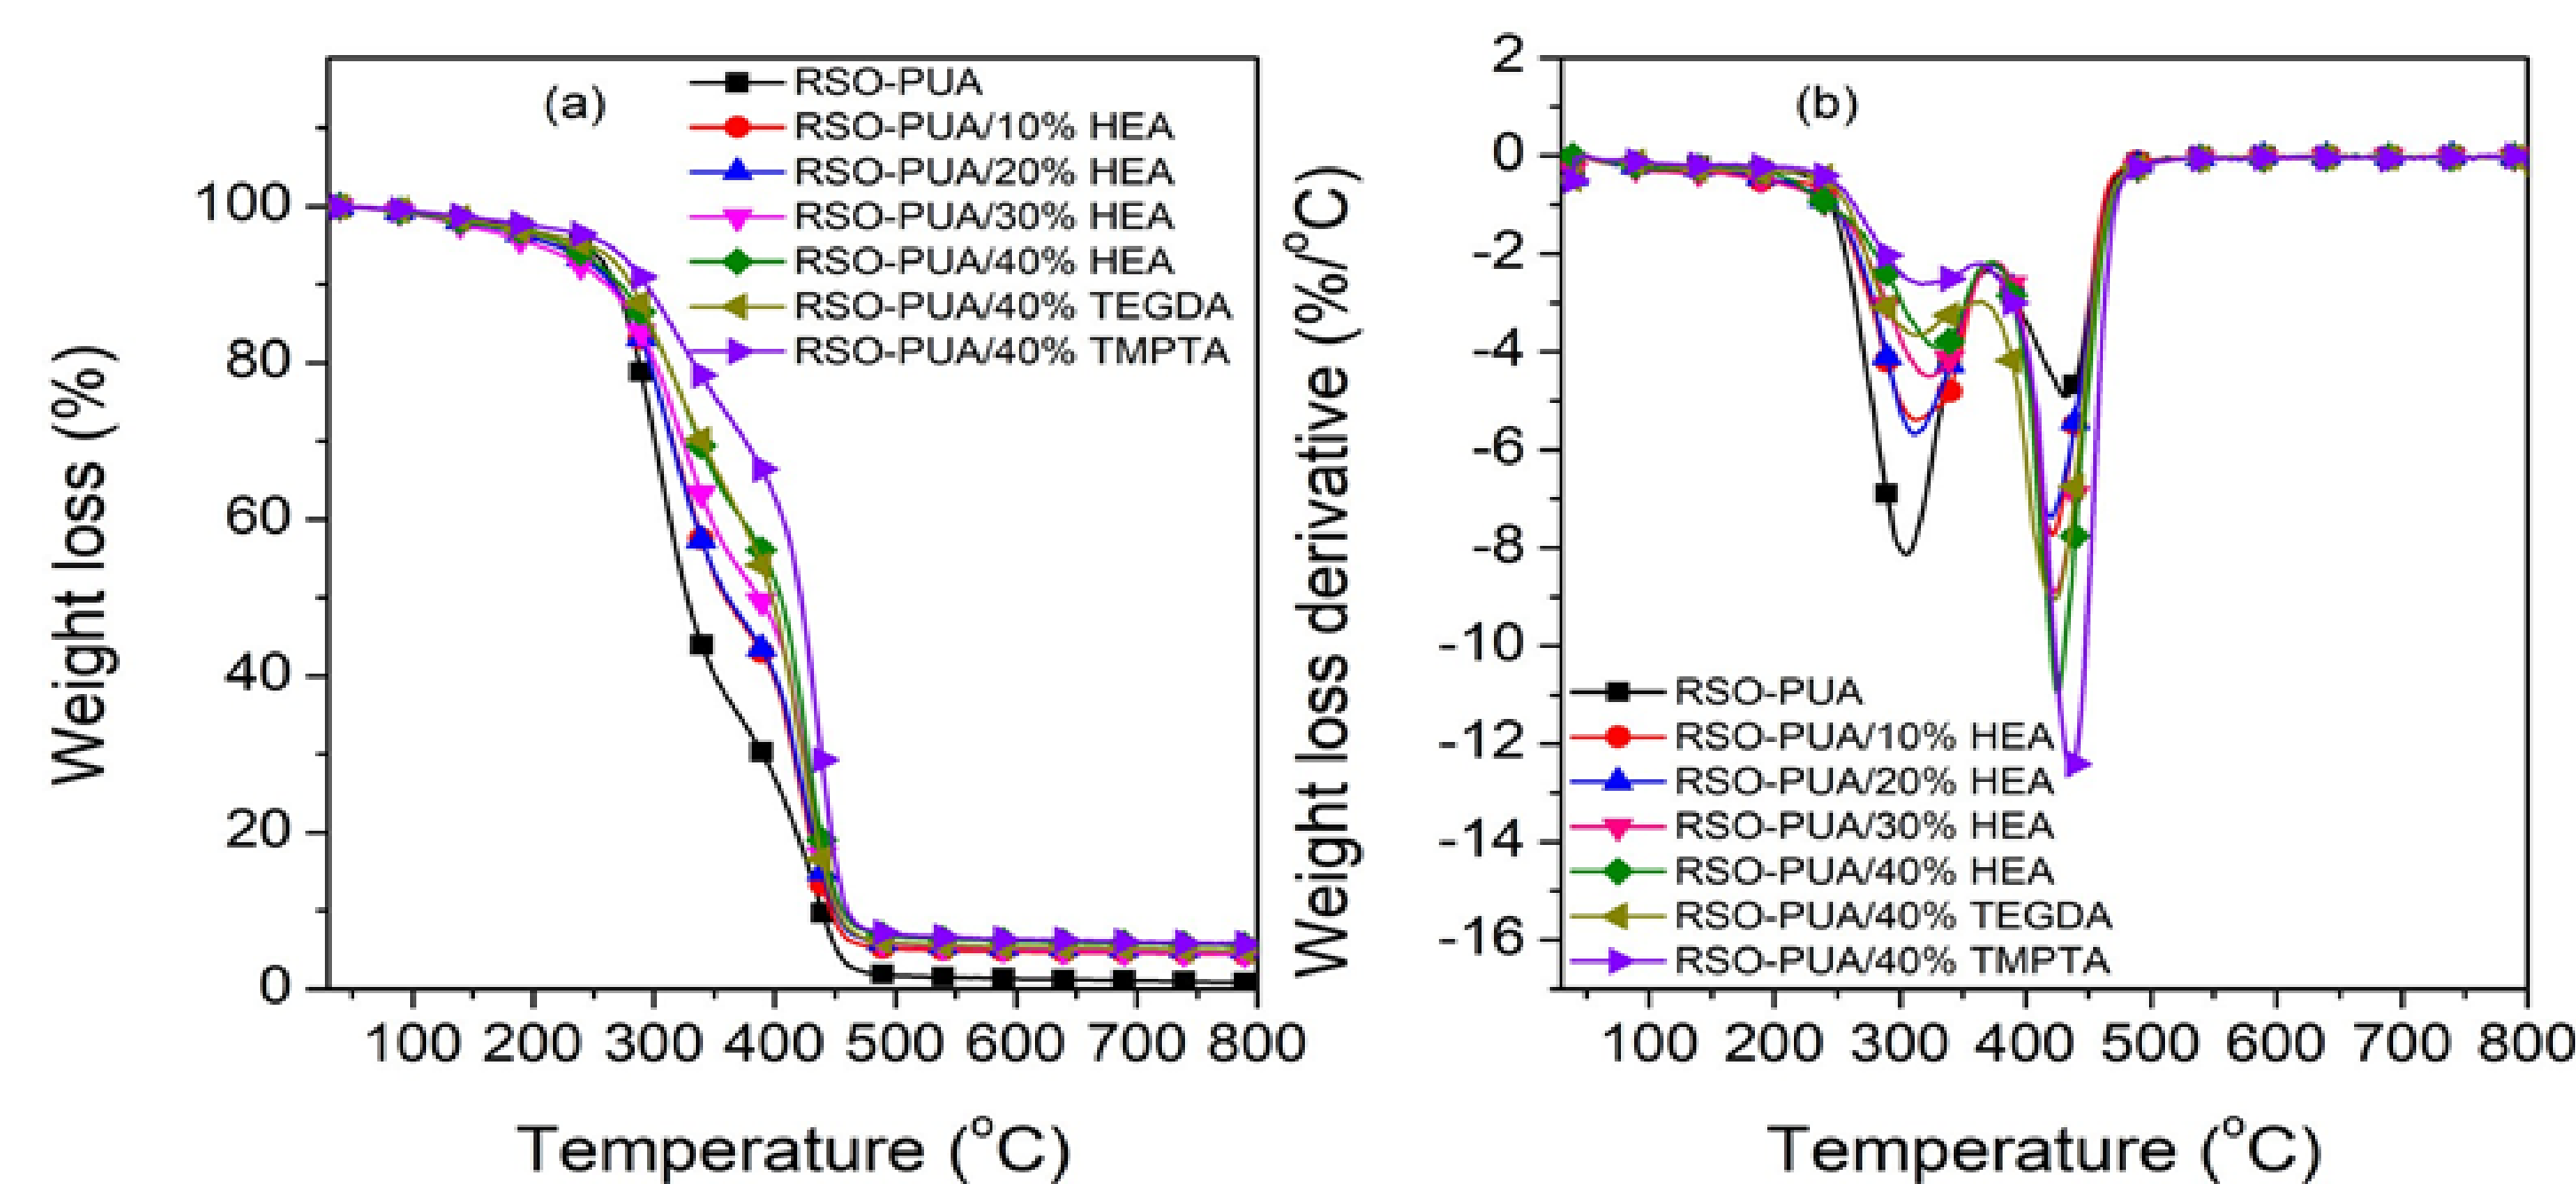 (a)
RSO-PUA
RSO-PUA/10% HEA
RSO-PUA/20% HEA
RSO-PUA/30% HEA
RSO-PUA/40% HEA
RSO-PUA/40% TEGDA
RSO-PUA/40% TMPTA
Weight loss (%)
100
80
60
40
20
0
100 200 300 400 500 600 700 800
Temperature (°C)
(b)
Weight loss derivative (%/°C)
2
0
-2
-4
-6
-8
-10
-12
-14
-16
RSO-PUA
RSO-PUA/10% HEA
RSO-PUA/20% HEA
RSO-PUA/30% HEA
RSO-PUA/40% HEA
RSO-PUA/40% TEGDA
RSO-PUA/40% TMPTA
100 200 300 400 500 600 700 800
Temperature (°C)